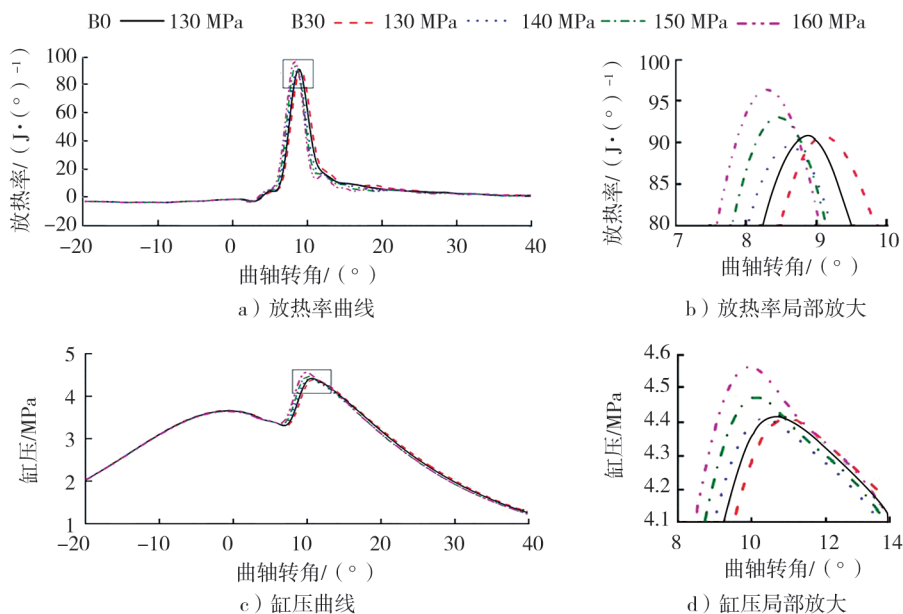 B0 130 MPa B30 130 MPa 140 MPa 150 MPa 160 MPa
放热率/(J·(°)⁻¹
100
80
60
40
20
0
-20
-20 -10 0 10 20 30 40
曲轴转角/(°)
a)放热率曲线
放热率/(J·(°)⁻¹
100
95
90
85
80
7 8 9 10
曲轴转角/(°)
b)放热率局部放大
缸压/MPa
5
4
3
2
1
-20 -10 0 10 20 30 40
曲轴转角/(°)
c)缸压曲线
缸压/MPa
4.6
4.5
4.4
4.3
4.2
4.1
8 10 12 14
曲轴转角/(°)
d)缸压局部放大